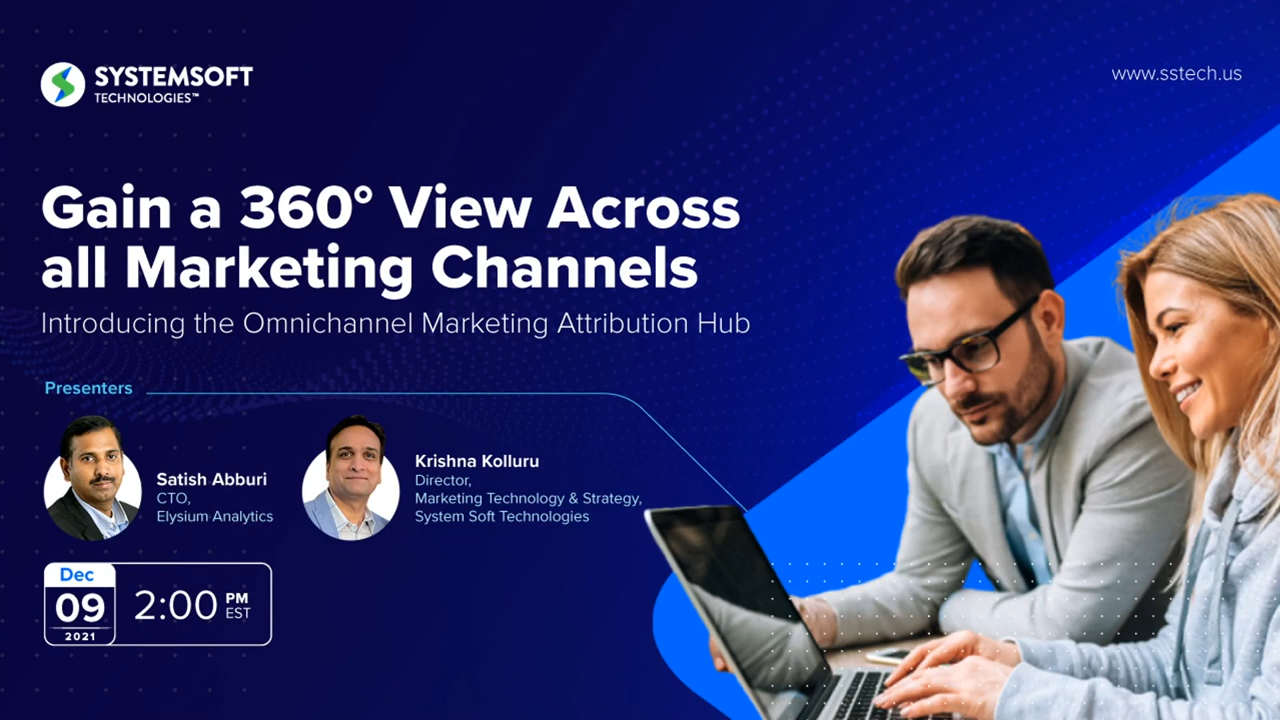 SYSTEMSOFT
TECHNOLOGIES™
www.sstech.us
Gain a 360° View Across
all Marketing Channels
Introducing the Omnichannel Marketing Attribution Hub
Presenters
Satish Abburi
CTO,
Elysium Analytics
Krishna Kolluru
Director,
Marketing Technology & Strategy,
System Soft Technologies
Dec
09
2021
2:00 PM
EST